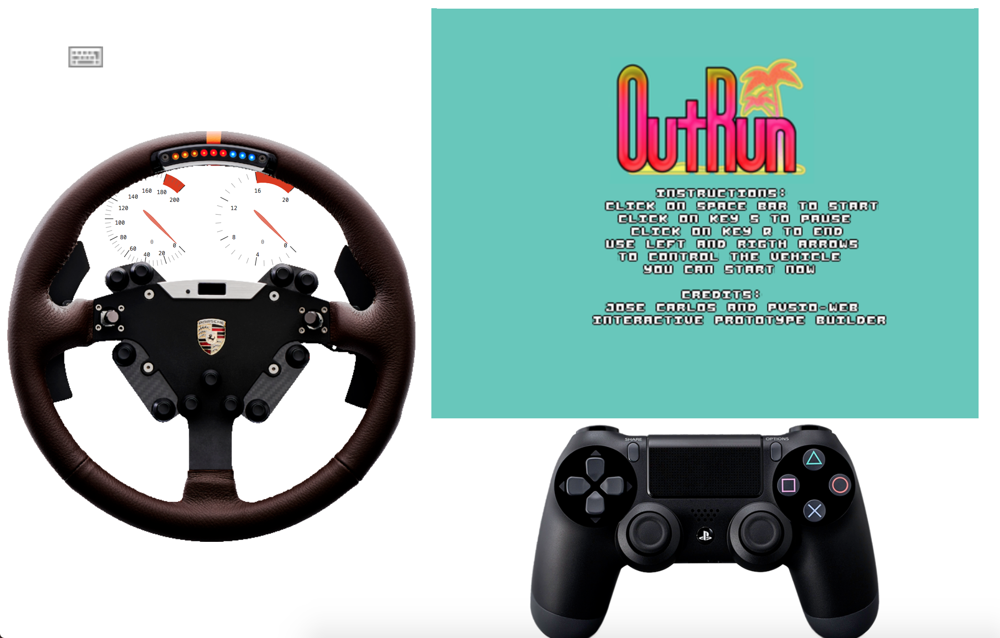 OutRun
INSTRUCTIONS:
CLICK ON SPACE BAR TO START
CLICK ON KEY S TO PAUSE
CLICK ON KEY Q TO END
USE LEFT AND RIGTH ARROWS
TO CONTROL THE VEHICLE
YOU CAN START NOW
CREDITS:
JOSE CARLOS AND PVSIO-WEB
INTERACTIVE PROTOTYPE BUILDER
0
20
40
60
80
100
120
140
160
180
200
0
0
4
8
12
16
20
0
PORSCHE
SHARE
OPTIONS